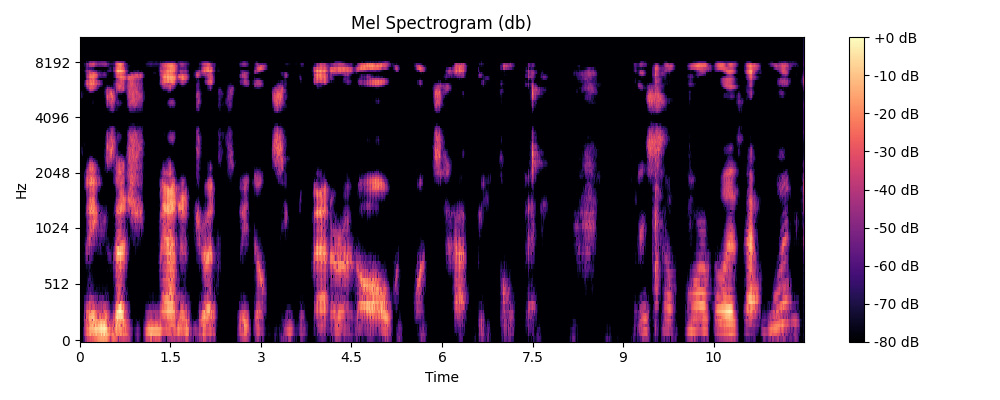 Mel Spectrogram (db)
Hz
8192
4096
2048
1024
512
0
0 1.5 3 4.5 6 7.5 9 10
Time
+0 dB
-10 dB
-20 dB
-30 dB
-40 dB
-50 dB
-60 dB
-70 dB
-80 dB